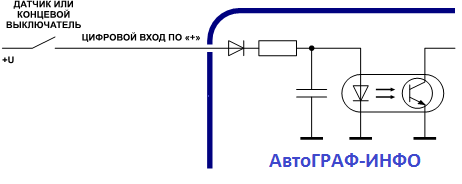 ДАТЧИК ИЛИ
КОНЦЕВОЙ
ВЫКЛЮЧАТЕЛЬ
ЦИФРОВОЙ ВХОД ПО «+»
+U
АвтоГРАФ-ИНФО